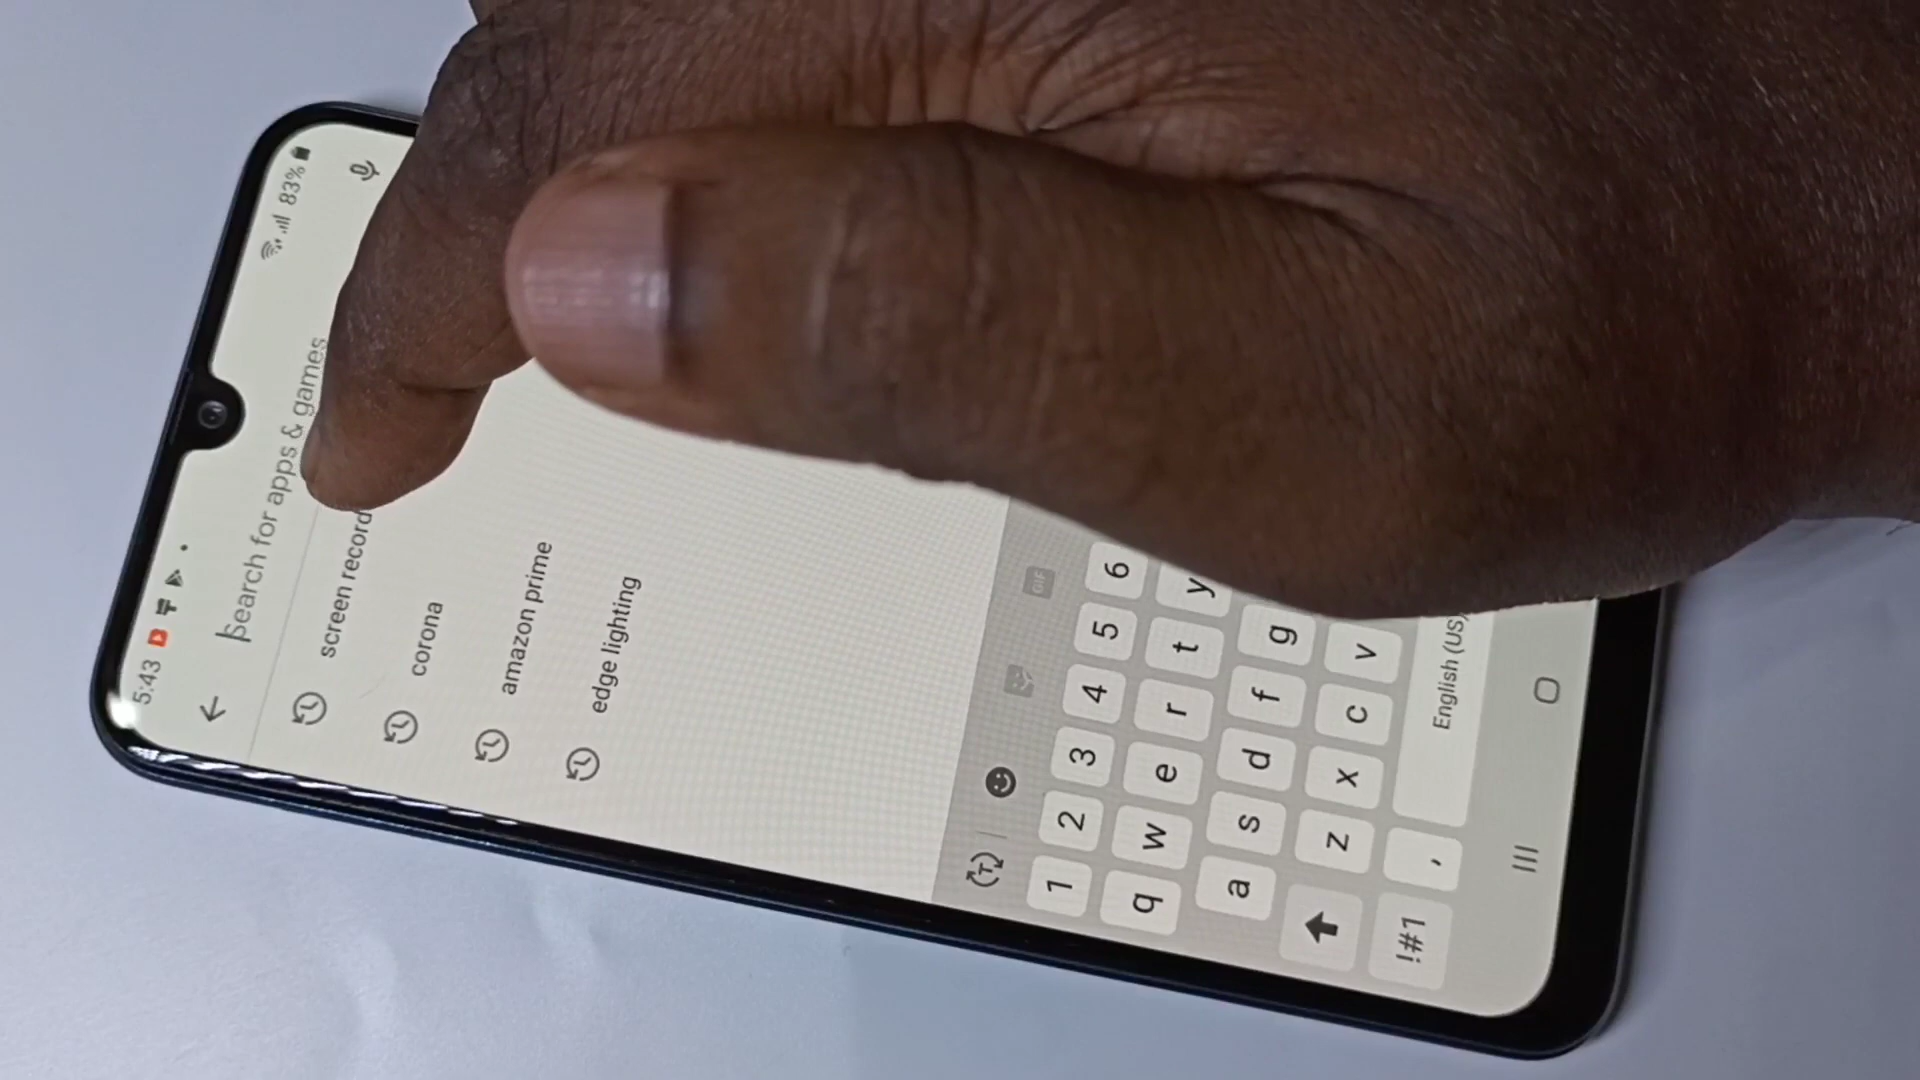 5:43 83%
Search for apps & games
screen record
corona
amazon prime
edge lighting
GIF
T
1 2 3 4 5 6
q w e r t y
a s d f g
z x c v
!#1 , English (US)